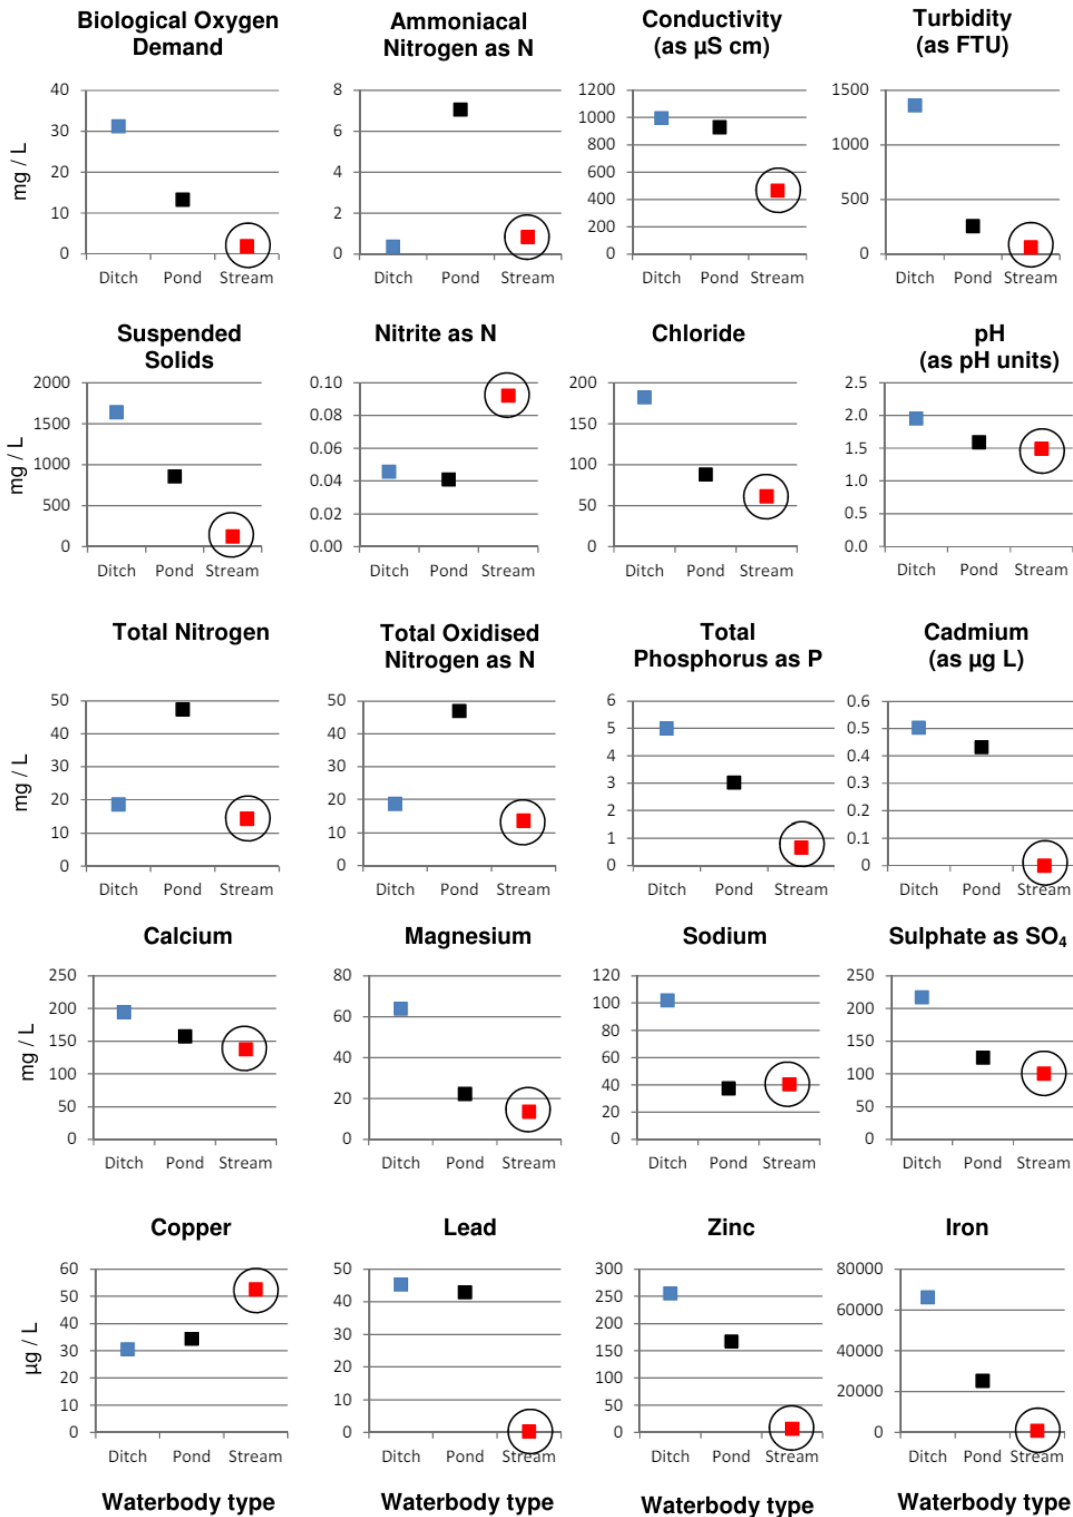 Biological Oxygen
Demand
Ammoniacal
Nitrogen as N
Conductivity
(as µS cm)
Turbidity
(as FTU)
mg / L
40
30
20
10
0
Ditch Pond Stream
8
6
4
2
0
Ditch Pond Stream
1200
1000
800
600
400
200
0
Ditch Pond Stream
1500
1000
500
0
Ditch Pond Stream
Suspended
Solids
Nitrite as N
Chloride
pH
(as pH units)
mg / L
2000
1500
1000
500
0
Ditch Pond Stream
0.10
0.08
0.06
0.04
0.02
0.00
Ditch Pond Stream
200
150
100
50
0
Ditch Pond Stream
2.5
2.0
1.5
1.0
0.5
0.0
Ditch Pond Stream
Total Nitrogen
Total Oxidised
Nitrogen as N
Total
Phosphorus as P
Cadmium
(as µg L)
mg / L
50
40
30
20
10
0
Ditch Pond Stream
50
40
30
20
10
0
Ditch Pond Stream
6
5
4
3
2
1
0
Ditch Pond Stream
0.6
0.5
0.4
0.3
0.2
0.1
0
Ditch Pond Stream
Calcium
Magnesium
Sodium
Sulphate as SO₄
mg / L
250
200
150
100
50
0
Ditch Pond Stream
80
60
40
20
0
Ditch Pond Stream
120
100
80
60
40
20
0
Ditch Pond Stream
250
200
150
100
50
0
Ditch Pond Stream
Copper
Lead
Zinc
Iron
µg / L
60
50
40
30
20
10
0
Ditch Pond Stream
50
40
30
20
10
0
Ditch Pond Stream
300
250
200
150
100
50
0
Ditch Pond Stream
80000
60000
40000
20000
0
Ditch Pond Stream
Waterbody type
Waterbody type
Waterbody type
Waterbody type